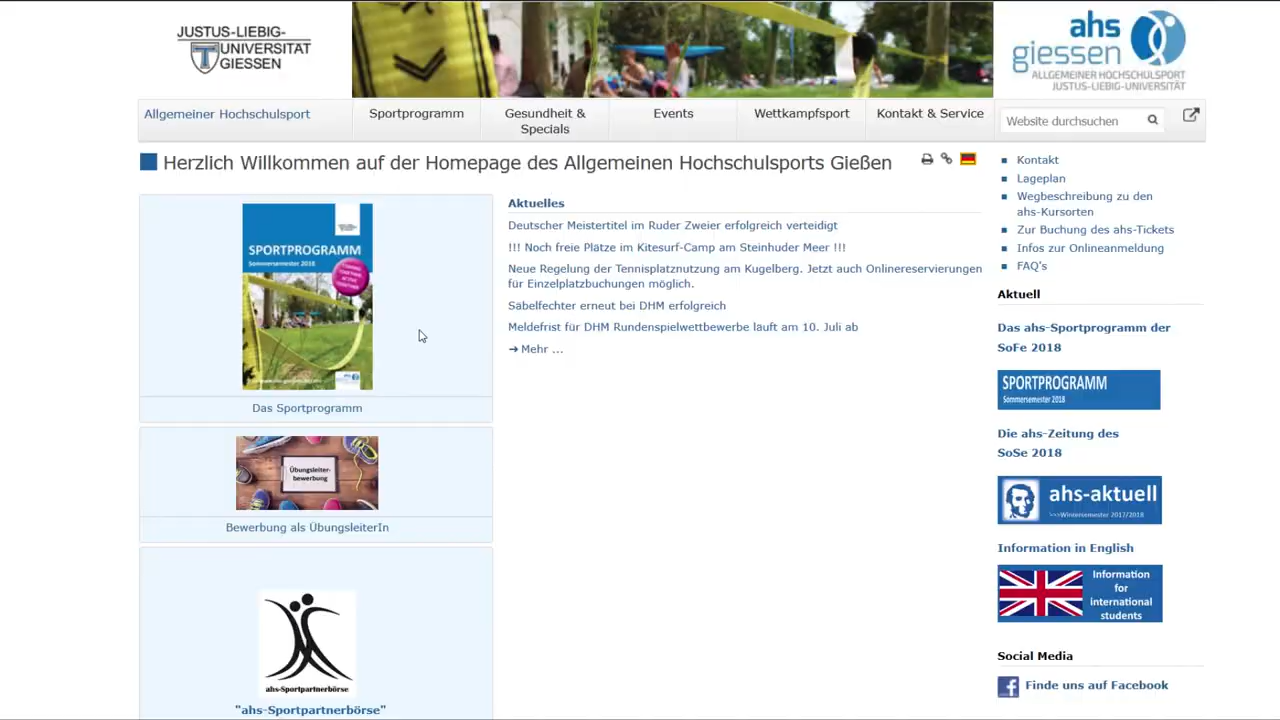 JUSTUS-LIEBIG-
UNIVERSITÄT
GIESSEN
ahs
giessen
ALLGEMEINER HOCHSCHULSPORT
JUSTUS-LIEBIG-UNIVERSITÄT
Allgemeiner Hochschulsport
Sportprogramm
Gesundheit &
Specials
Events
Wettkampfsport
Kontakt & Service
Website durchsuchen
Herzlich Willkommen auf der Homepage des Allgemeinen Hochschulsports Gießen
SPORTPROGRAMM
Sommersemester 2018
ahs
Das Sportprogramm
Übungsleiter-
bewerbung
Bewerbung als ÜbungsleiterIn
ahs-Sportpartnerbörse
"ahs-Sportpartnerbörse"
Aktuelles
Deutscher Meistertitel im Ruder Zweier erfolgreich verteidigt
!!! Noch freie Plätze im Kitesurf-Camp am Steinhuder Meer !!!
Neue Regelung der Tennisplatznutzung am Kugelberg. Jetzt auch Onlinereservierungen
für Einzelplatzbuchungen möglich.
Säbelfechter erneut bei DHM erfolgreich
Meldefrist für DHM Rundenspielwettbewerbe läuft am 10. Juli ab
➔ Mehr ...
Kontakt
Lageplan
Wegbeschreibung zu den
ahs-Kursorten
Zur Buchung des ahs-Tickets
Infos zur Onlineanmeldung
FAQ's
Aktuell
Das ahs-Sportprogramm der
SoFe 2018
SPORTPROGRAMM
Sommersemester 2018
Die ahs-Zeitung des
SoSe 2018
ahs-aktuell
>>>Wintersemester 2017/2018
Information in English
Information
for
international
students
Social Media
Finde uns auf Facebook